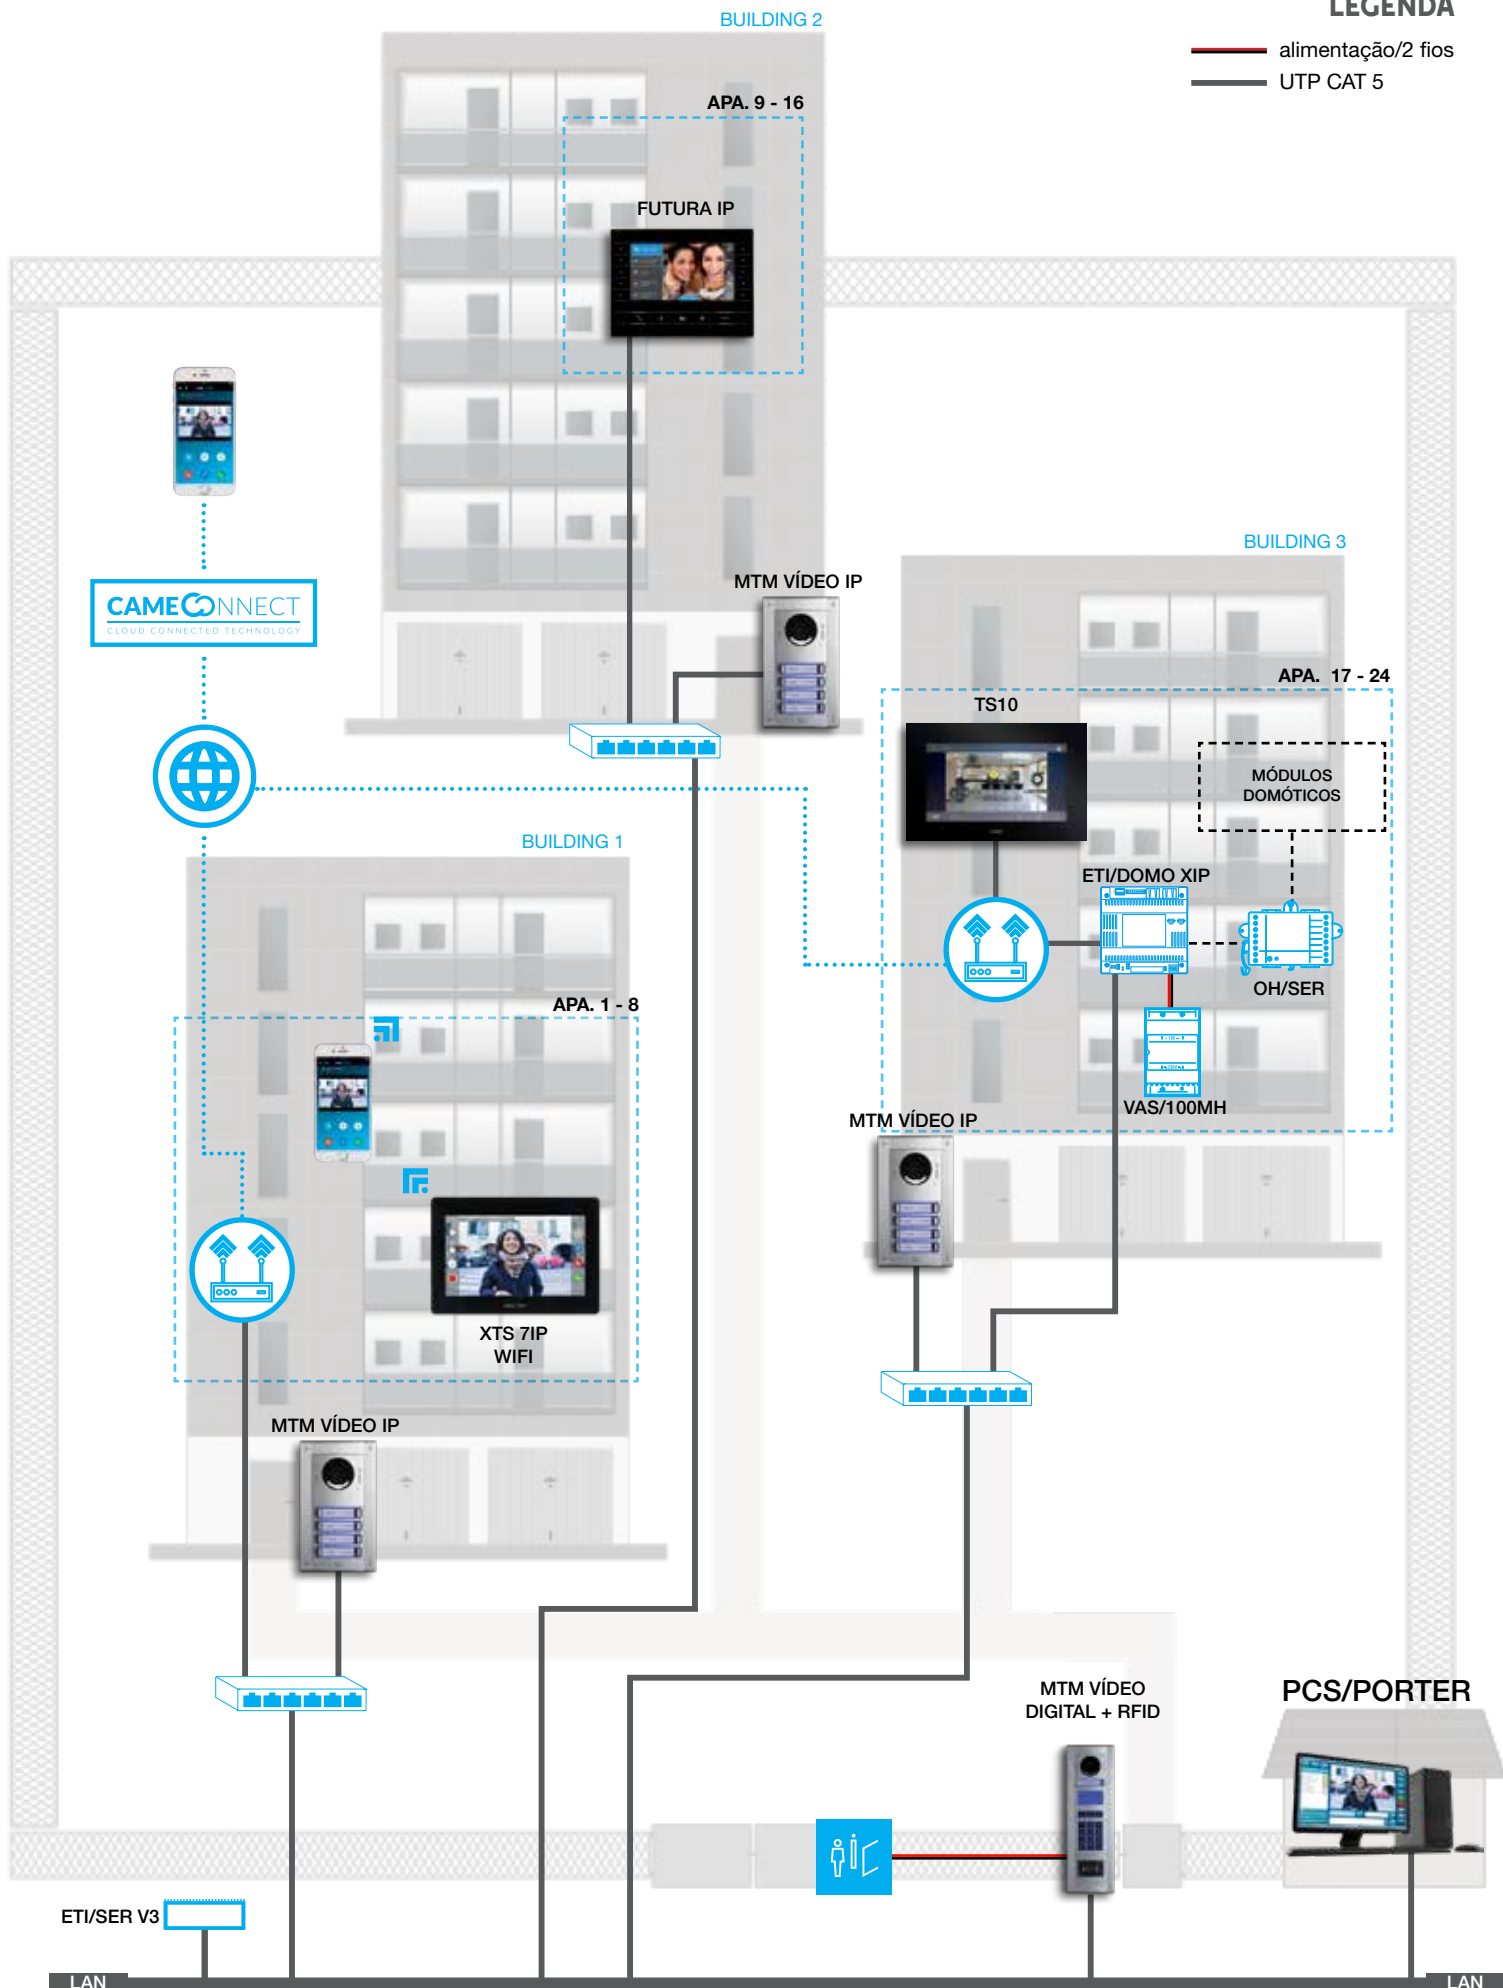 BUILDING 2
LEGENDA
alimentação/2 fios
UTP CAT 5
APA. 9 - 16
FUTURA IP
BUILDING 3
MTM VÍDEO IP
CAMECONNECT
CLOUD CONNECTED TECHNOLOGY
APA. 17 - 24
TS10
MÓDULOS
DOMÓTICOS
BUILDING 1
ETI/DOMO XIP
OH/SER
APA. 1 - 8
VAS/100MH
MTM VÍDEO IP
XTS 7IP
WIFI
MTM VÍDEO IP
MTM VÍDEO
DIGITAL + RFID
PCS/PORTER
ETI/SER V3
LAN
LAN